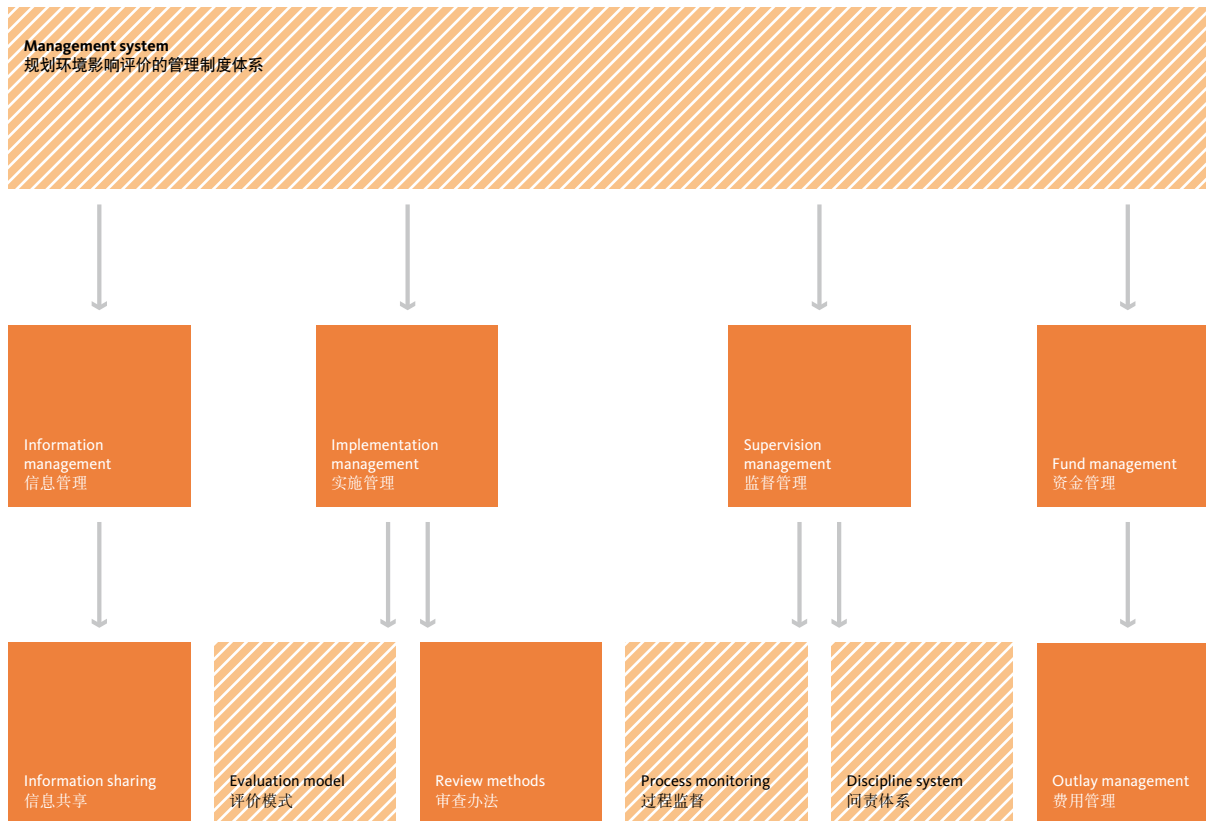 Management system
规划环境影响评价的管理制度体系
Information
management
信息管理
Implementation
management
实施管理
Supervision
management
监督管理
Fund management
资金管理
Information sharing
信息共享
Evaluation model
评价模式
Review methods
审查办法
Process monitoring
过程监督
Discipline system
问责体系
Outlay management
费用管理